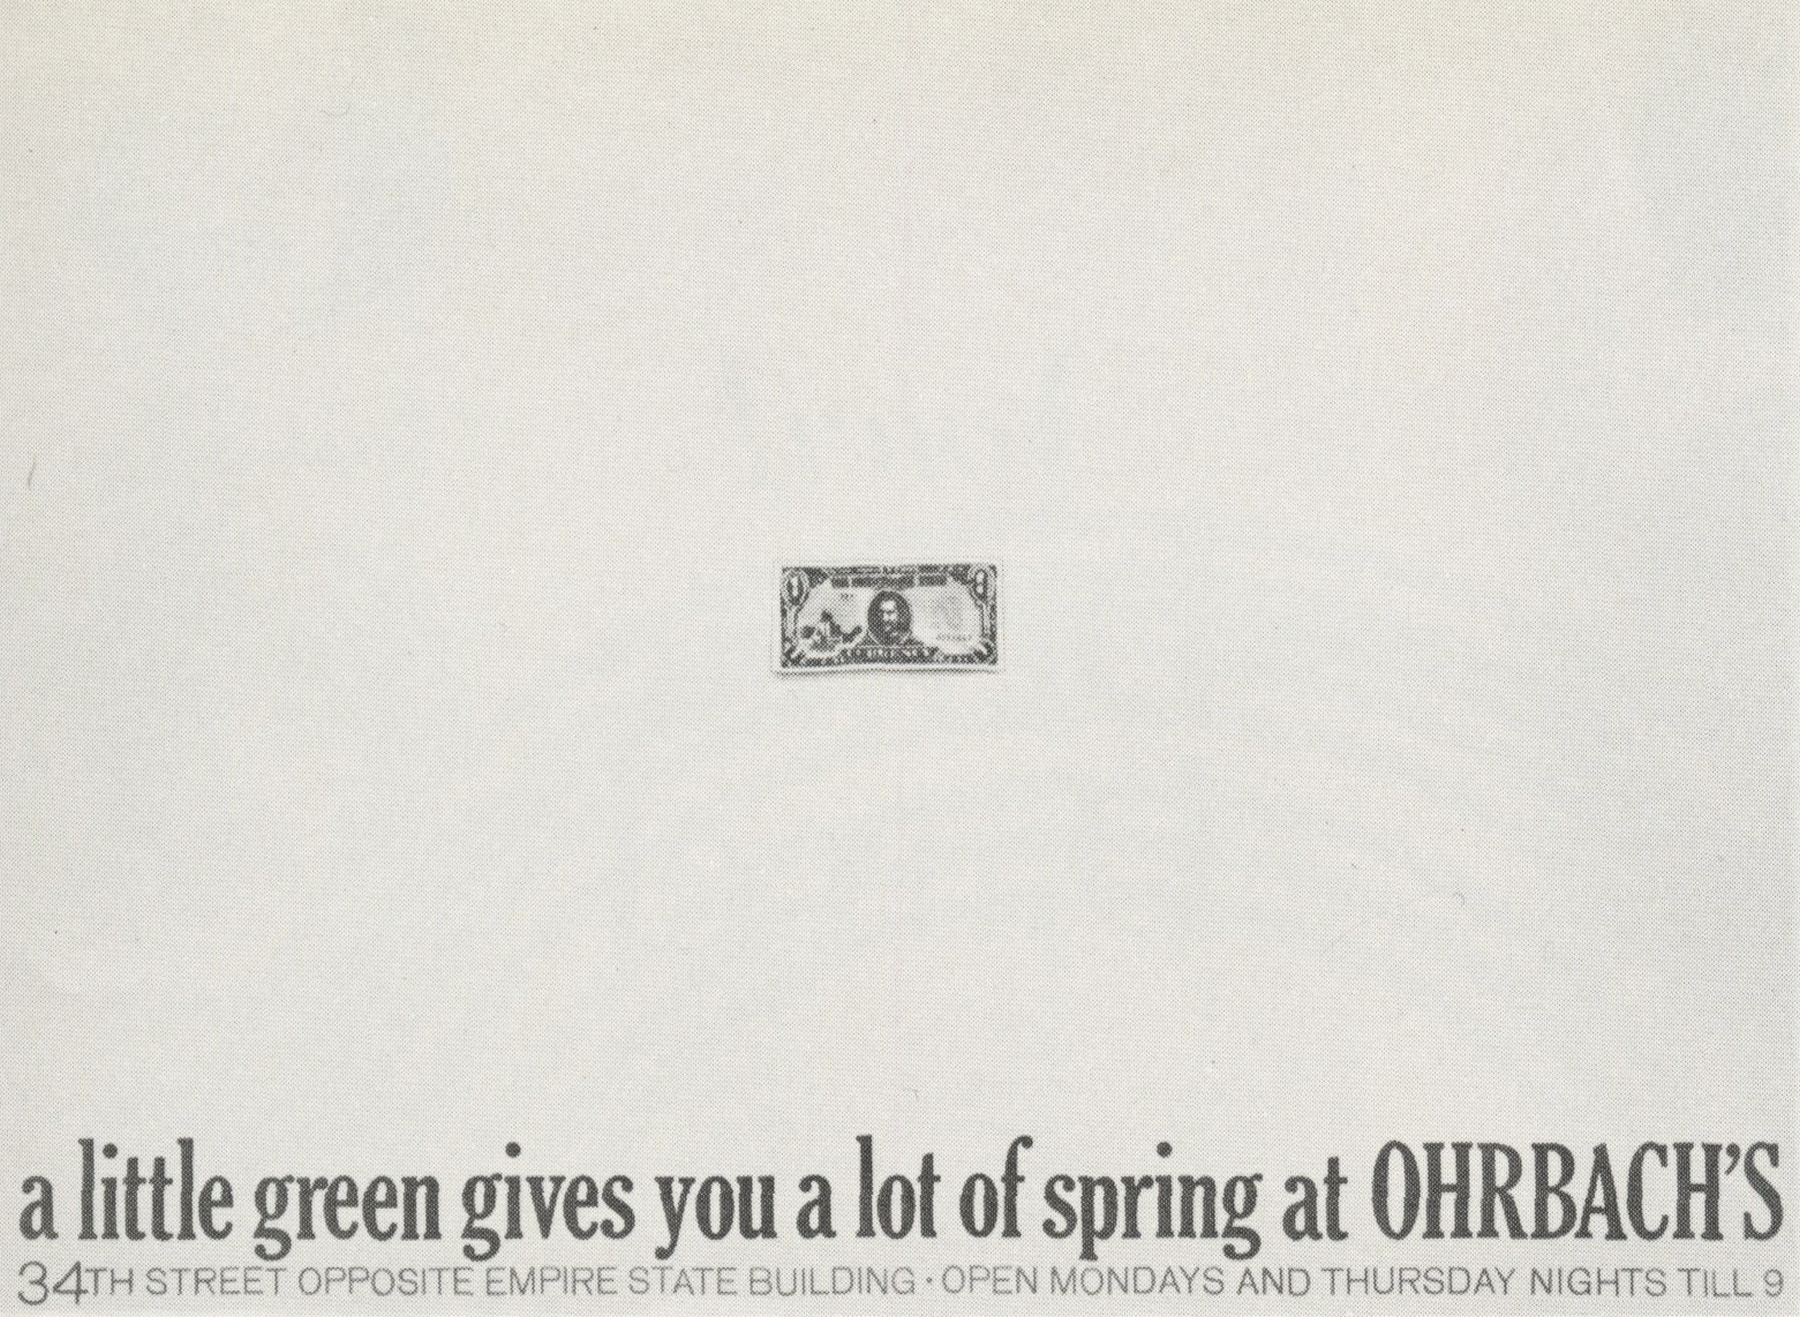 a little green gives you a lot of spring at OHRBACH'S
34TH STREET OPPOSITE EMPIRE STATE BUILDING · OPEN MONDAYS AND THURSDAY NIGHTS TILL 9